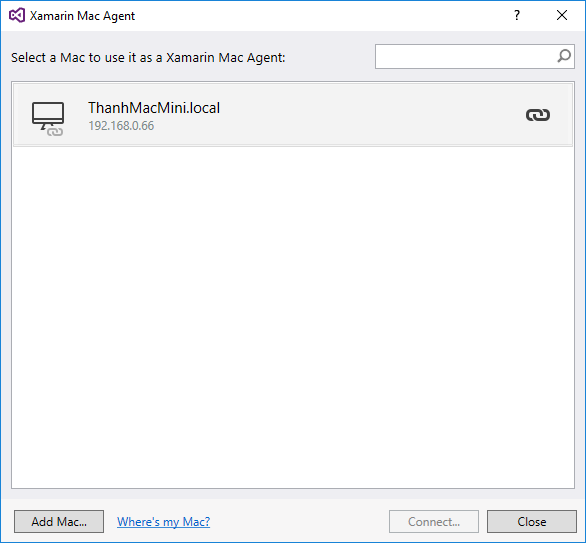 Xamarin Mac Agent
?
Select a Mac to use it as a Xamarin Mac Agent:
ThanhMacMini.local
192.168.0.66
Add Mac...
Where's my Mac?
Connect...
Close